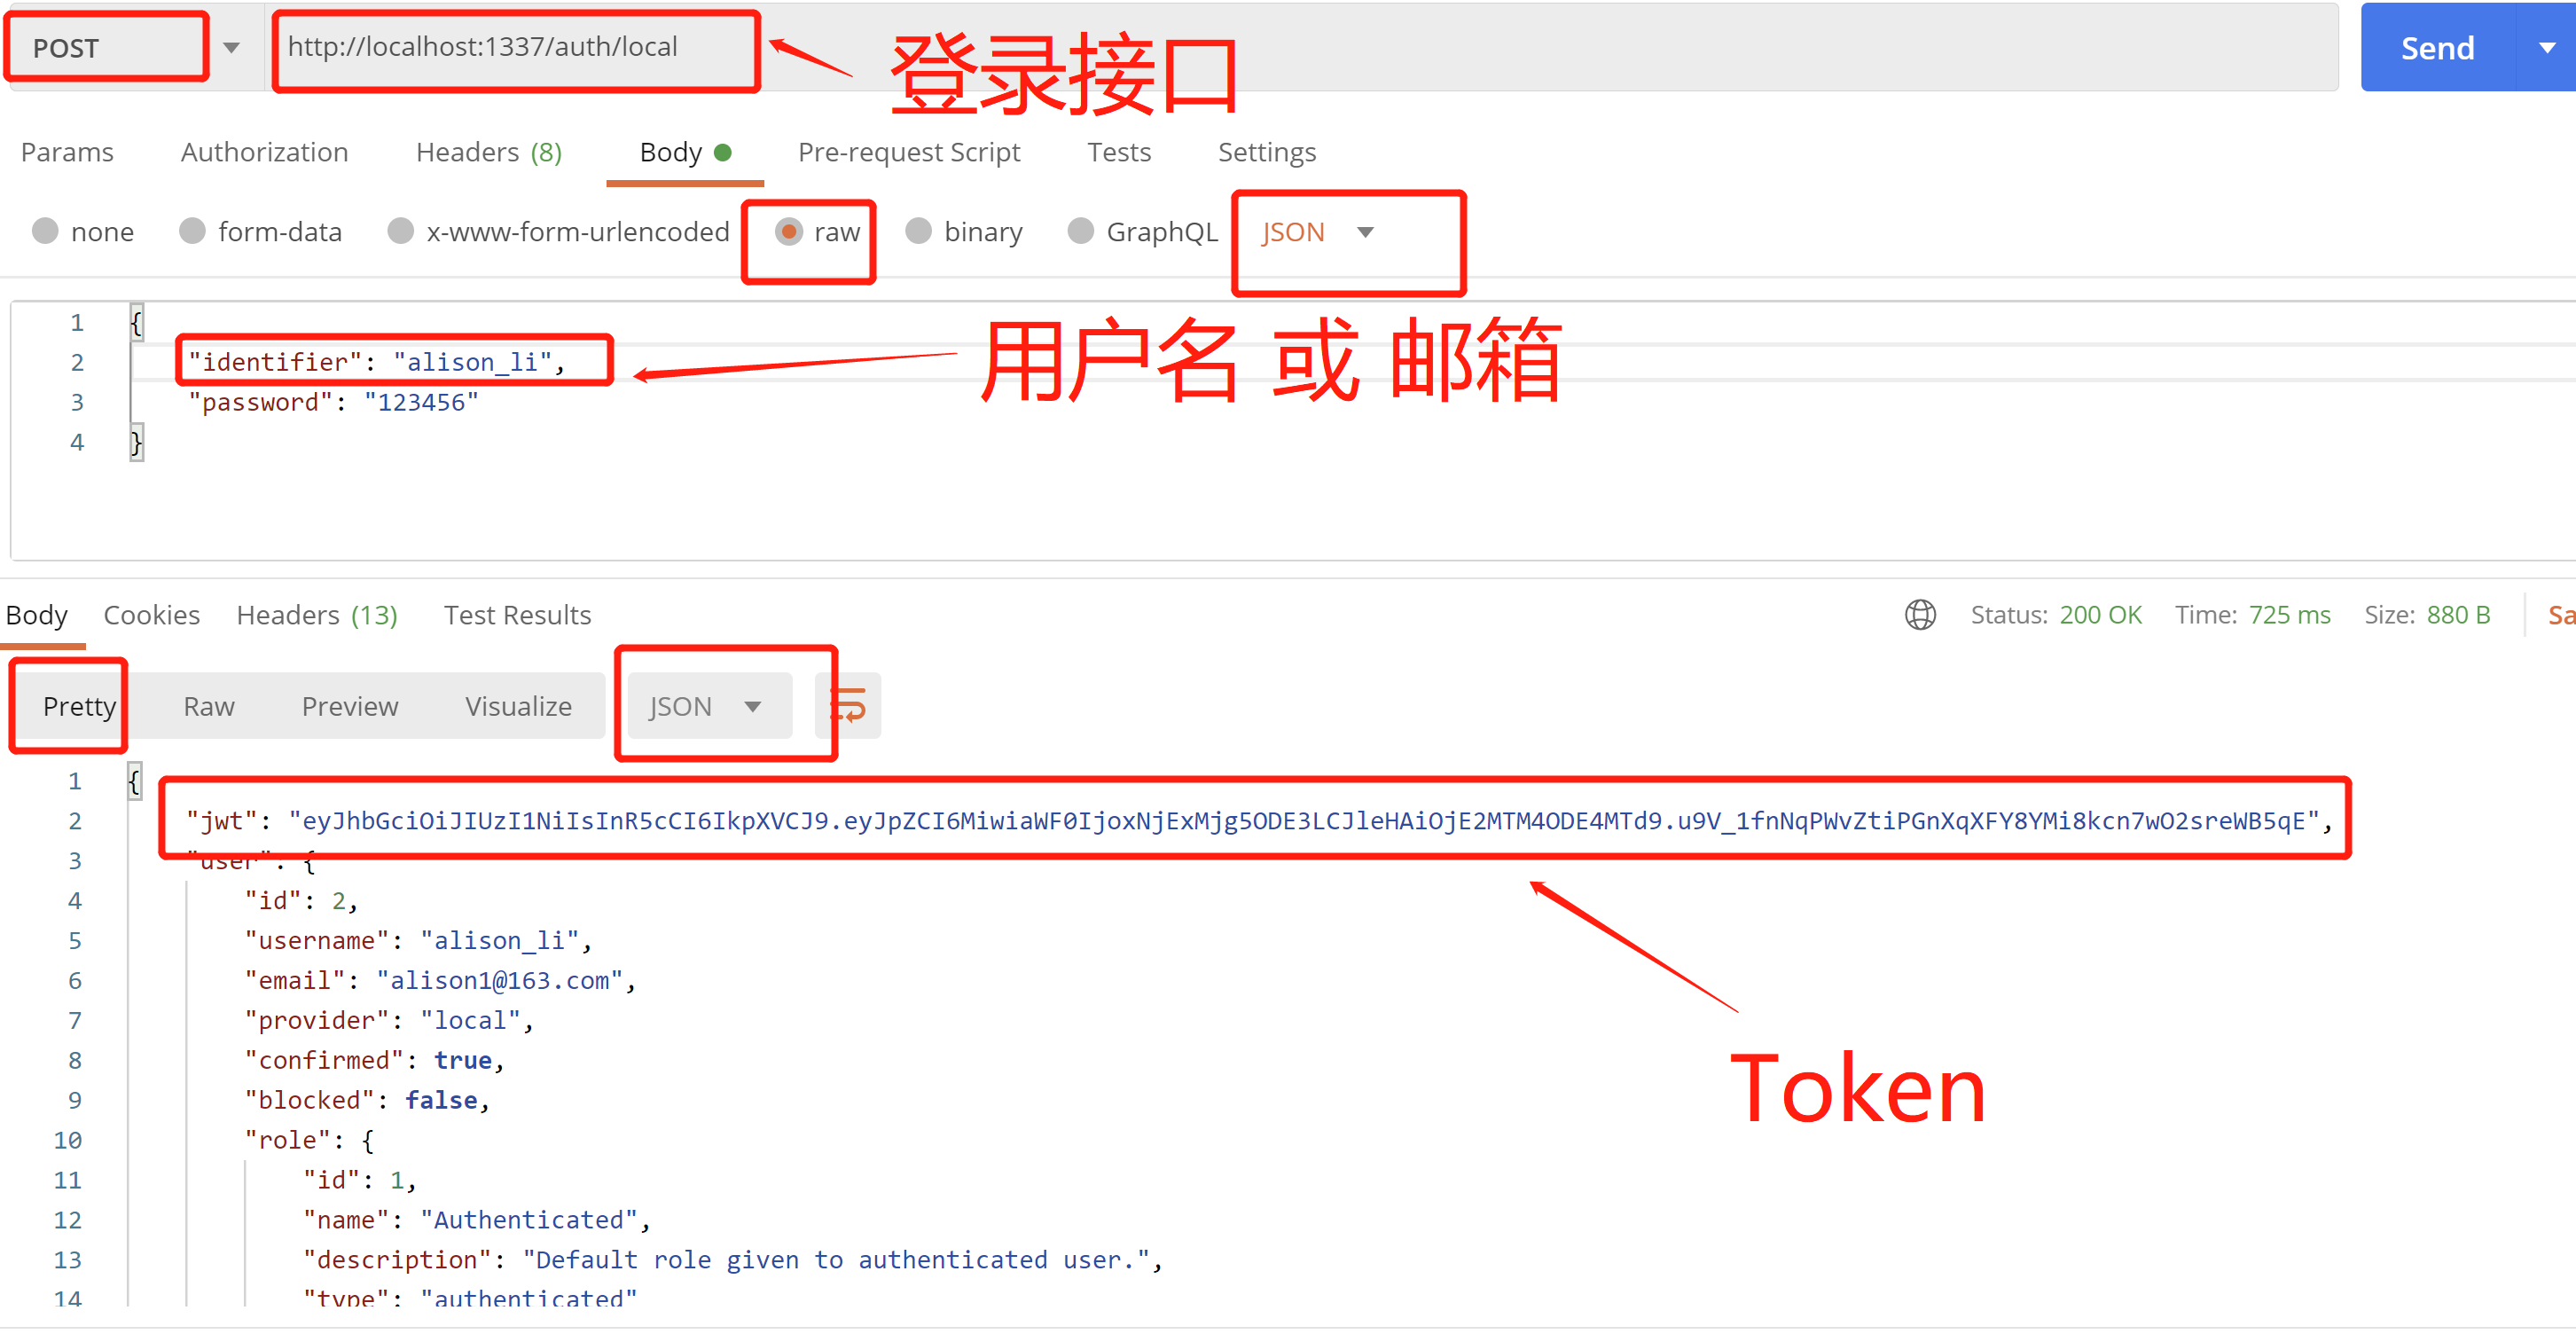 POST http://localhost:1337/auth/local 登录接口 Send
Params Authorization Headers (8) Body Pre-request Script Tests Settings
none form-data x-www-form-urlencoded raw binary GraphQL JSON
1 {
2 "identifier": "alison_li", 用户名 或 邮箱
3 "password": "123456"
4 }
Body Cookies Headers (13) Test Results Status: 200 OK Time: 725 ms Size: 880 B Sa
Pretty Raw Preview Visualize JSON
1 {
2 "jwt": "eyJhbGciOiJIUzI1NiIsInR5cCI6IkpXVCJ9.eyJpZCI6MiwiaWF0IjoxNjExMjg5ODE3LCJleHAiOjE2MTM4ODE4MTd9.u9V_1fnNqPWvZtiPGnXqXFY8YMi8kcn7wO2sreWB5qE",
3 "user": {
4 "id": 2,
5 "username": "alison_li",
6 "email": "alison1@163.com",
7 "provider": "local",
8 "confirmed": true,
Token
9 "blocked": false,
10 "role": {
11 "id": 1,
12 "name": "Authenticated",
13 "description": "Default role given to authenticated user.",
14 "type": "authenticated"